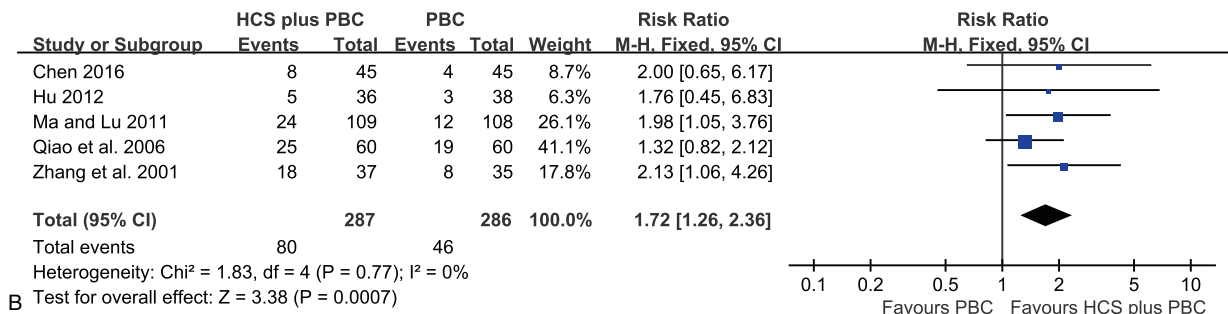 HCS plus PBC PBC Risk Ratio Risk Ratio
Study or Subgroup Events Total Events Total Weight M-H, Fixed, 95% CI M-H, Fixed, 95% CI
Chen 2016 8 45 4 45 8.7% 2.00 [0.65, 6.17]
Hu 2012 5 36 3 38 6.3% 1.76 [0.45, 6.83]
Ma and Lu 2011 24 109 12 108 26.1% 1.98 [1.05, 3.76]
Qiao et al. 2006 25 60 19 60 41.1% 1.32 [0.82, 2.12]
Zhang et al. 2001 18 37 8 35 17.8% 2.13 [1.06, 4.26]
Total (95% CI) 287 286 100.0% 1.72 [1.26, 2.36]
Total events 80 46
Heterogeneity: Chi² = 1.83, df = 4 (P = 0.77); I² = 0%
0.1 0.2 0.5 1 2 5 10
B Test for overall effect: Z = 3.38 (P = 0.0007)
Favours PBC Favours HCS plus PBC